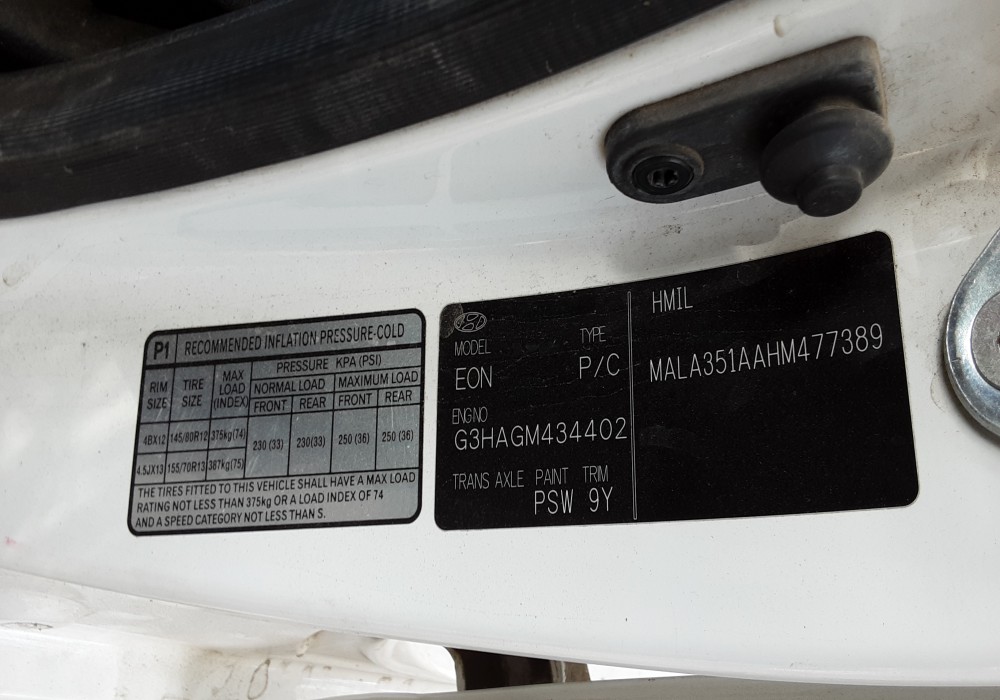 P1 RECOMMENDED INFLATION PRESSURE-COLD
RIM SIZE TIRE SIZE MAX LOAD (INDEX) PRESSURE KPA (PSI)
NORMAL LOAD MAXIMUM LOAD
FRONT REAR FRONT REAR
4BX12 145/80R12 375kg(74) 230 (33) 230(33) 250 (36) 250 (36)
4.5JX13 155/70R13 387kg(75)
THE TIRES FITTED TO THIS VEHICLE SHALL HAVE A MAX LOAD
RATING NOT LESS THAN 375kg OR A LOAD INDEX OF 74
AND A SPEED CATEGORY NOT LESS THAN S.
MODEL TYPE
EON P/C
ENG NO
G3HAGM434402
TRANS AXLE PAINT TRIM
PSW 9Y
HMIL
MALA351AAHM477389